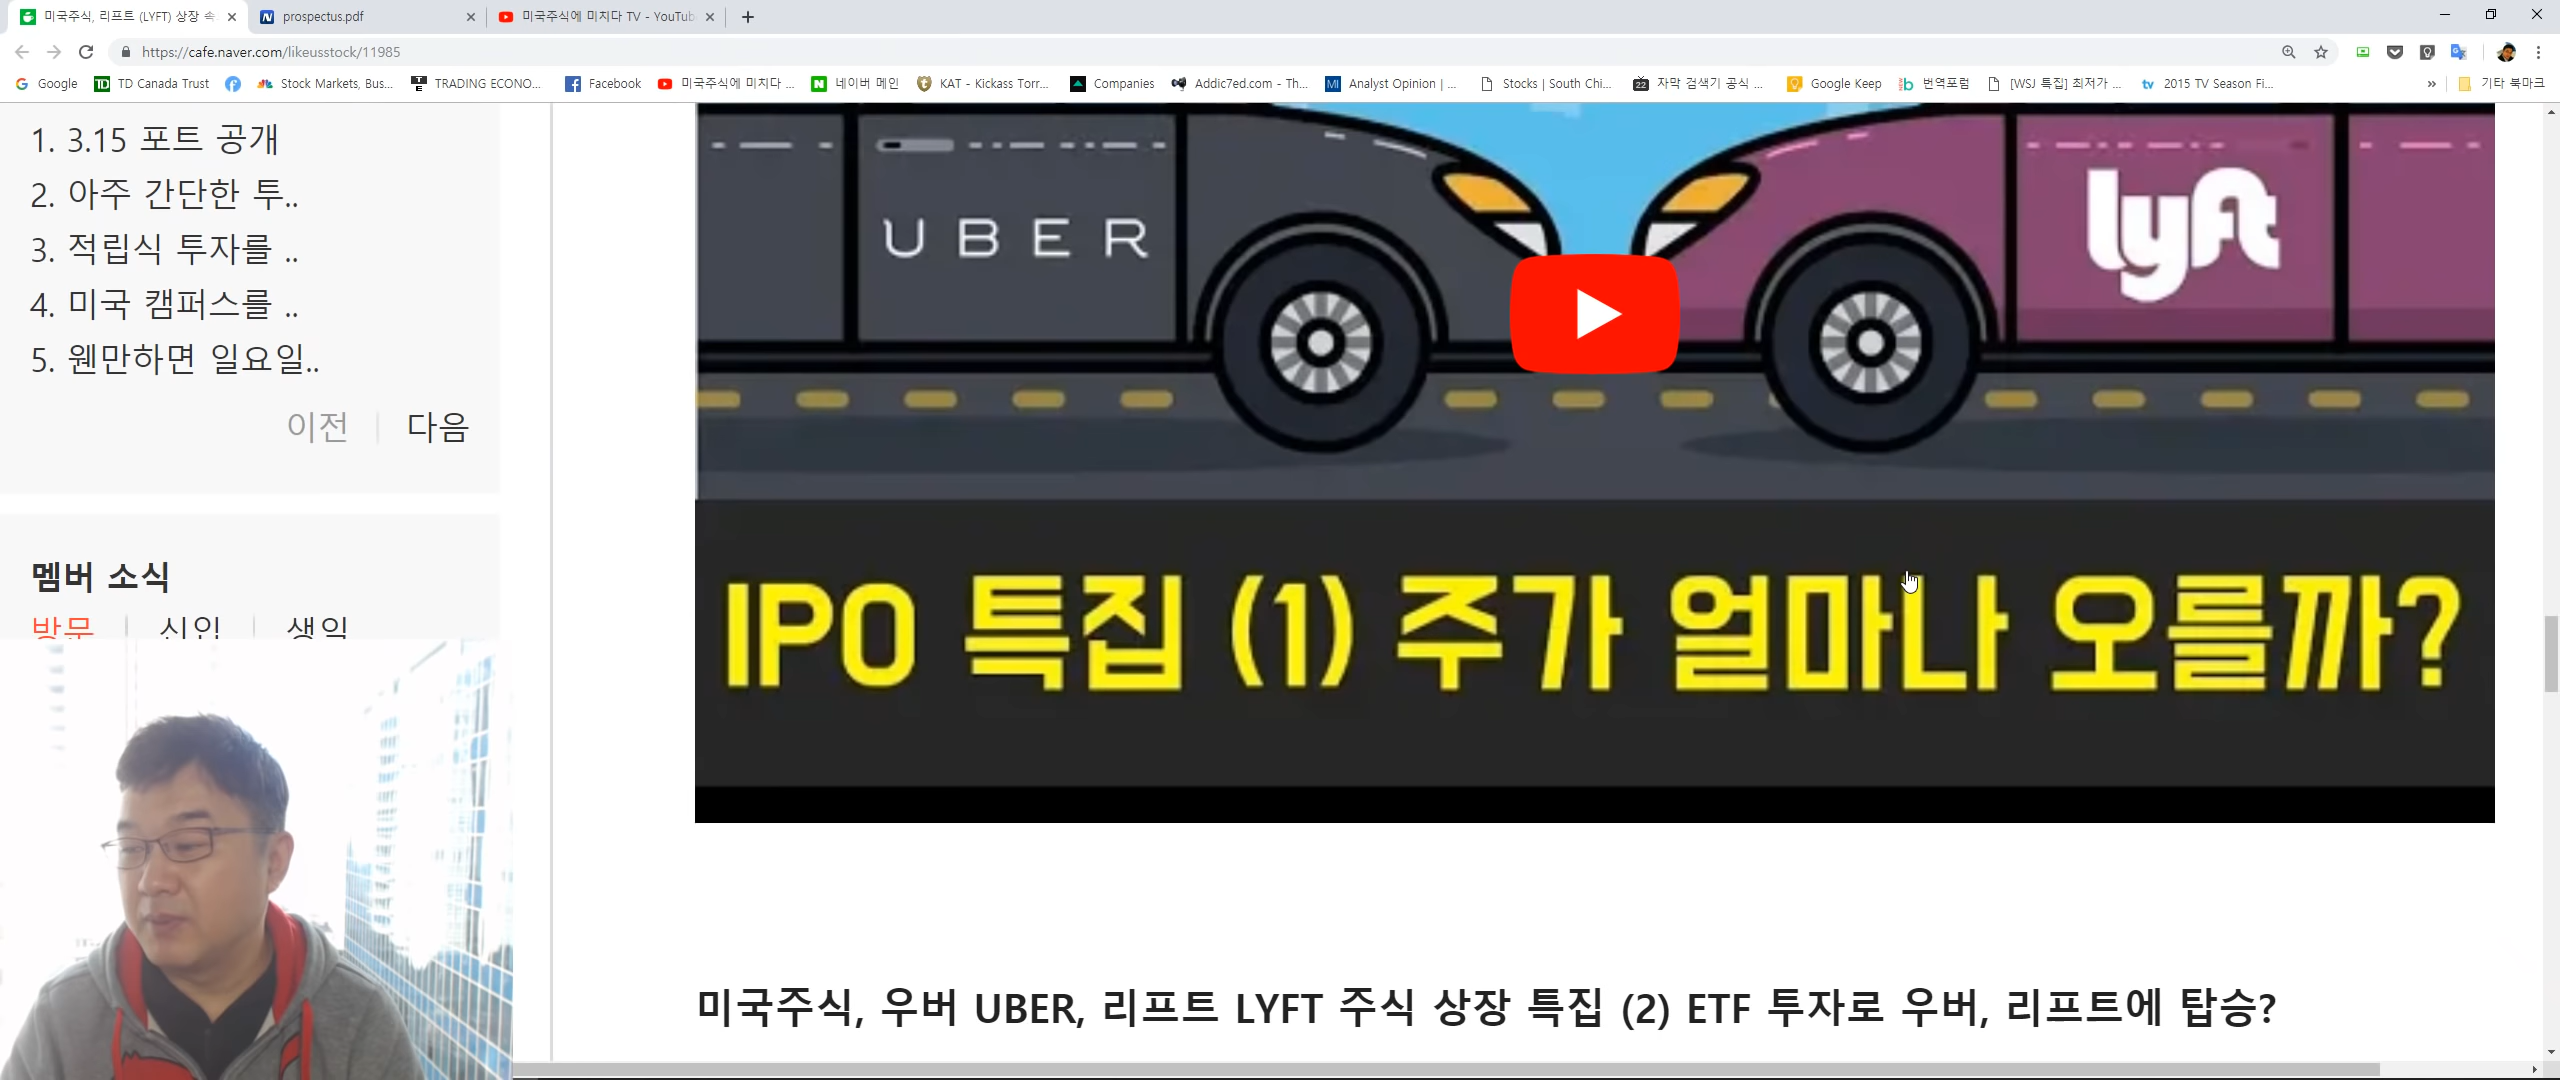 미국주식, 리프트 (LYFT) 상장 속
prospectus.pdf
미국주식에 미치다 TV - YouTub
https://cafe.naver.com/likeusstock/11985
Google
TD Canada Trust
Stock Markets, Bus...
TRADING ECONO...
Facebook
미국주식에 미치다 ...
네이버 메인
KAT - Kickass Torr...
Companies
Addic7ed.com - Th...
Analyst Opinion | ...
Stocks | South Chi...
자막 검색기 공식 ...
Google Keep
번역포럼
[WSJ 특집] 최저가 ...
2015 TV Season Fi...
»
기타 북마크
1. 3.15 포트 공개
2. 아주 간단한 투..
3. 적립식 투자를 ..
4. 미국 캠퍼스를 ..
5. 웬만하면 일요일..
이전 | 다음
멤버 소식
방문 | 신입 | 생일
UBER
lyft
IPO 특집 (1) 주가 얼마나 오를까?
미국주식, 우버 UBER, 리프트 LYFT 주식 상장 특집 (2) ETF 투자로 우버, 리프트에 탑승?